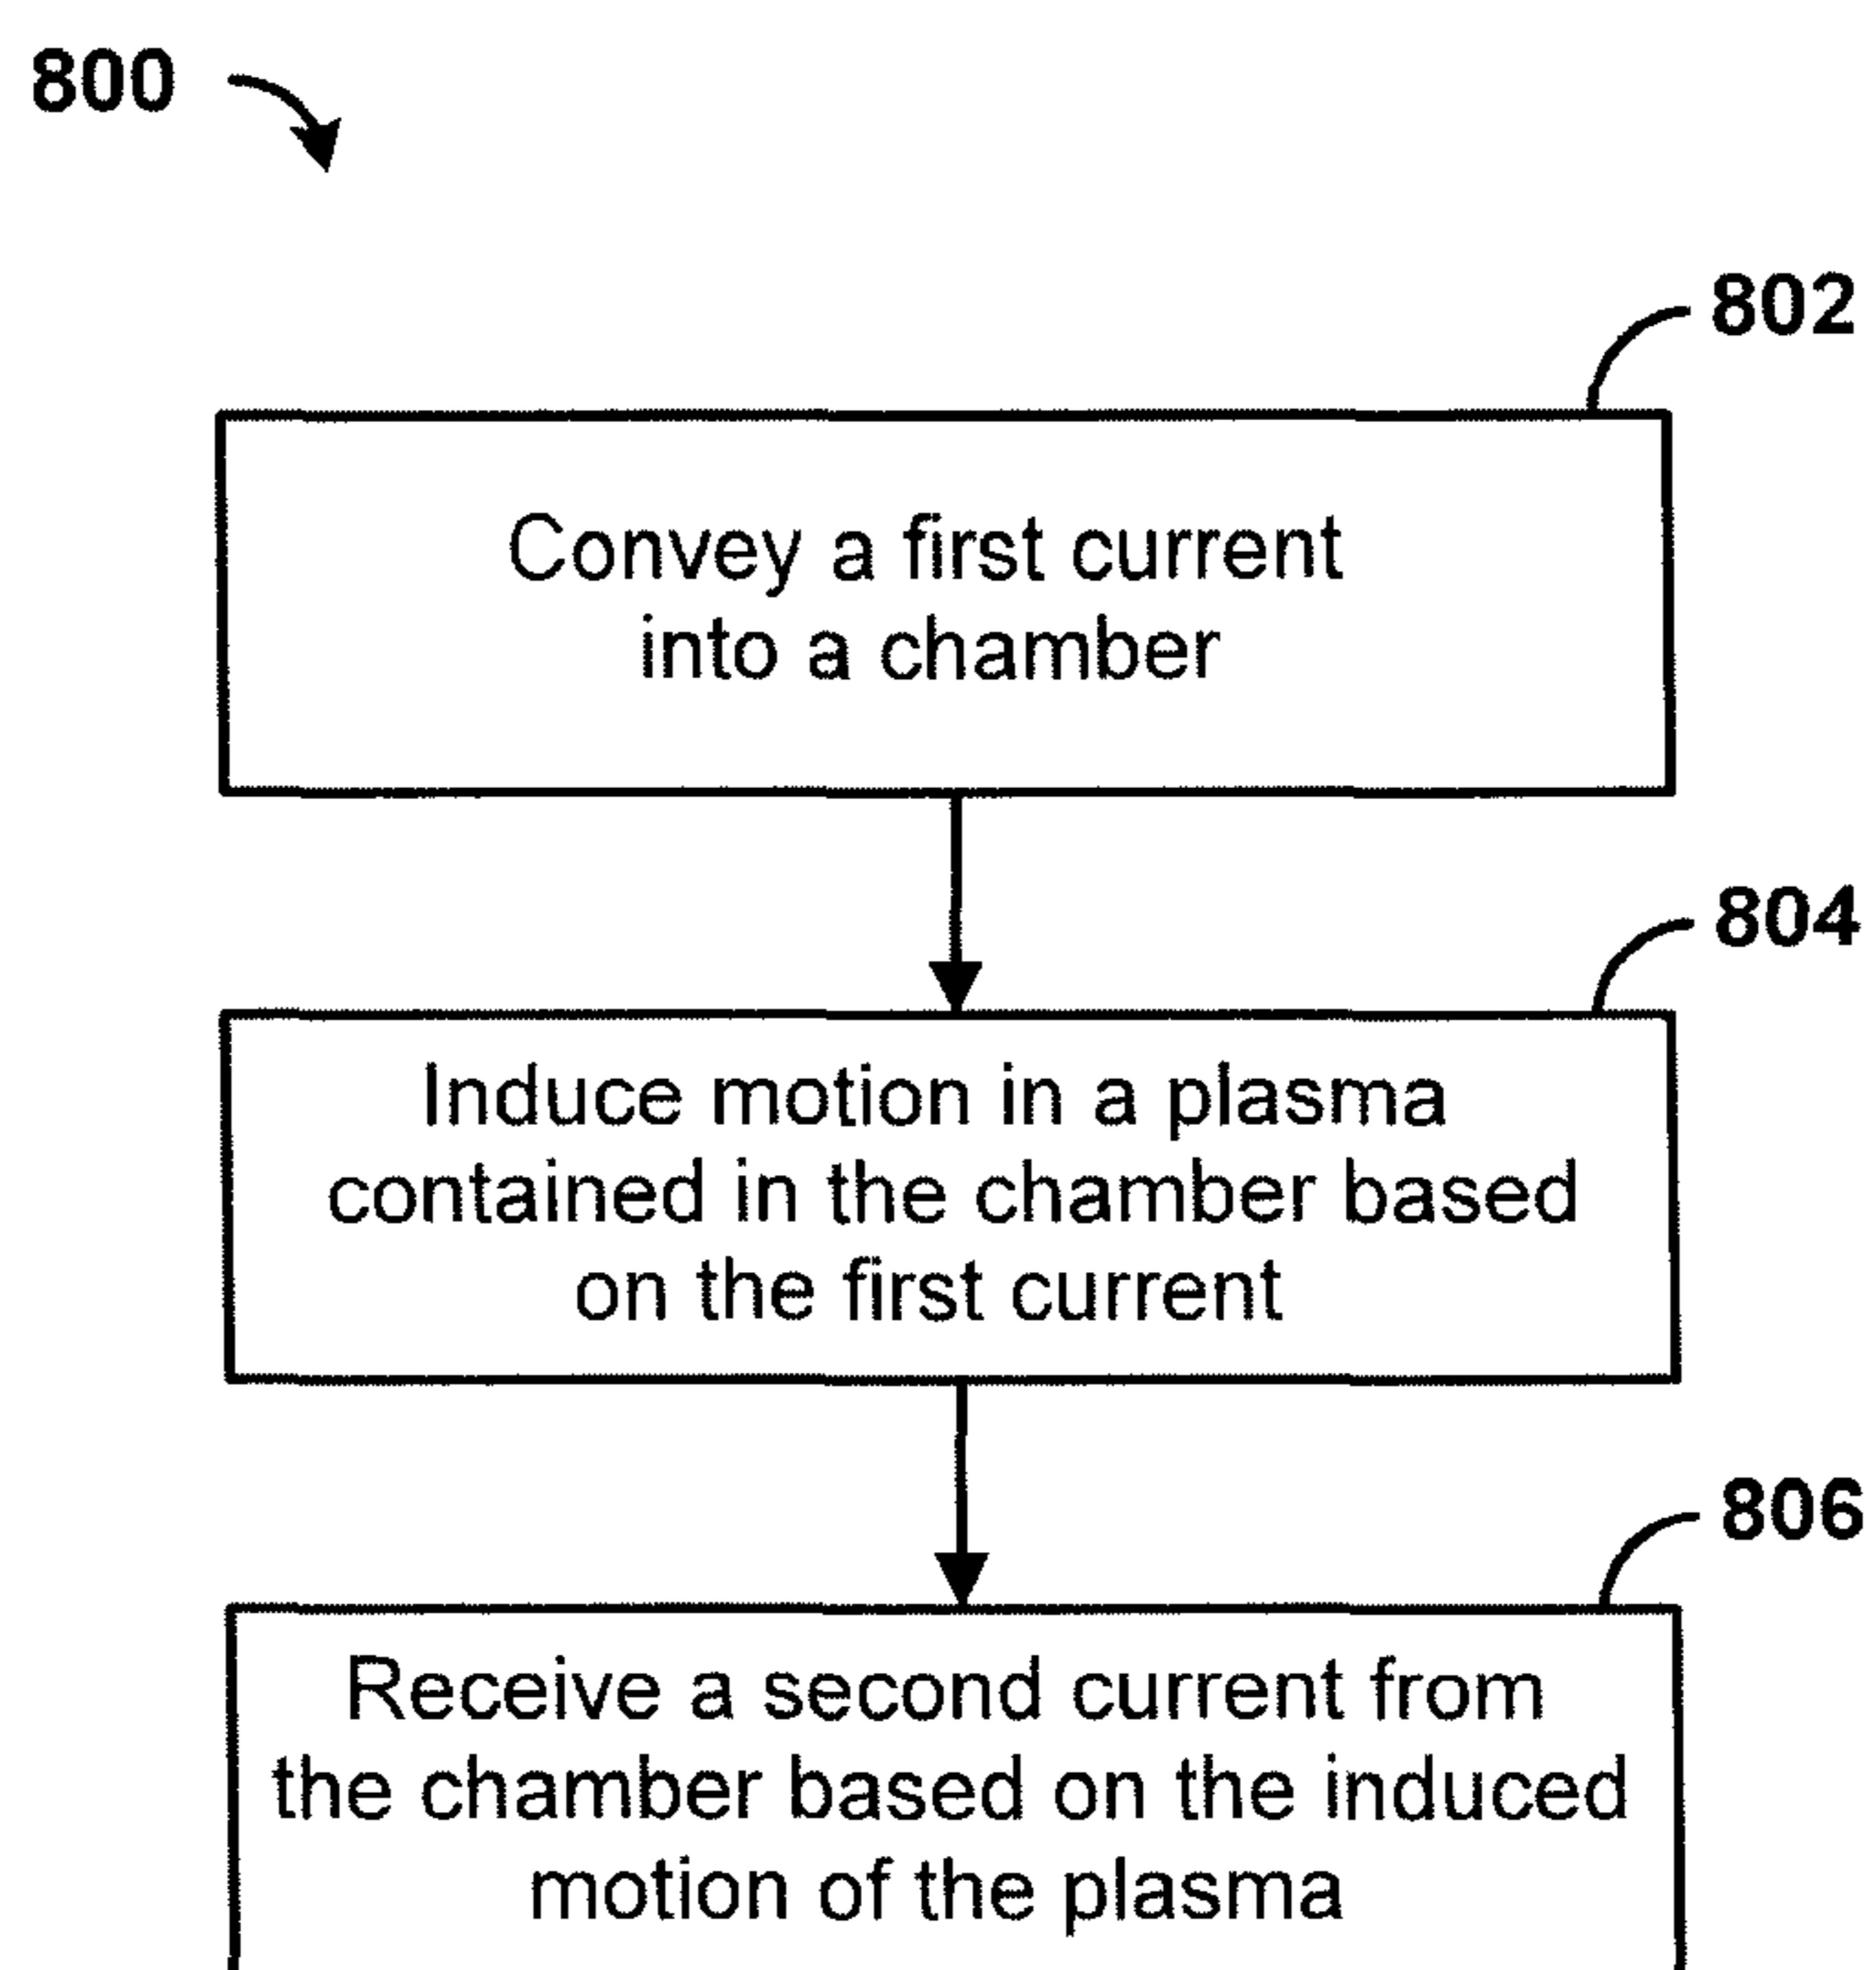 800
802
Convey a first current
into a chamber
804
Induce motion in a plasma
contained in the chamber based
on the first current
806
Receive a second current from
the chamber based on the induced
motion of the plasma